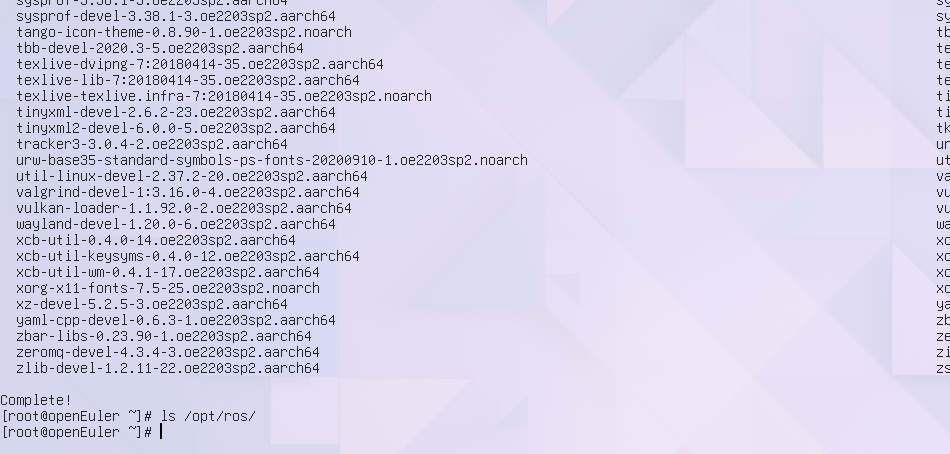 sysprof-3.38.1-3.oe2203sp2.aarch64
sysprof-devel-3.38.1-3.oe2203sp2.aarch64
tango-icon-theme-0.8.90-1.oe2203sp2.noarch
tbb-devel-2020.3-5.oe2203sp2.aarch64
texlive-dvipng-7:20180414-35.oe2203sp2.aarch64
texlive-lib-7:20180414-35.oe2203sp2.aarch64
texlive-texlive.infra-7:20180414-35.oe2203sp2.noarch
tinyxml-devel-2.6.2-23.oe2203sp2.aarch64
tinyxml2-devel-6.0.0-5.oe2203sp2.aarch64
tracker3-3.0.4-2.oe2203sp2.aarch64
urw-base35-standard-symbols-ps-fonts-20200910-1.oe2203sp2.noarch
util-linux-devel-2.37.2-20.oe2203sp2.aarch64
valgrind-devel-1:3.16.0-4.oe2203sp2.aarch64
vulkan-loader-1.1.92.0-2.oe2203sp2.aarch64
wayland-devel-1.20.0-6.oe2203sp2.aarch64
xcb-util-0.4.0-14.oe2203sp2.aarch64
xcb-util-keysyms-0.4.0-12.oe2203sp2.aarch64
xcb-util-wm-0.4.1-17.oe2203sp2.aarch64
xorg-x11-fonts-7.5-25.oe2203sp2.noarch
xz-devel-5.2.5-3.oe2203sp2.aarch64
yaml-cpp-devel-0.6.3-1.oe2203sp2.aarch64
zbar-libs-0.23.90-1.oe2203sp2.aarch64
zeromq-devel-4.3.4-3.oe2203sp2.aarch64
zlib-devel-1.2.11-22.oe2203sp2.aarch64
Complete!
[root@openEuler ~]# ls /opt/ros/
[root@openEuler ~]#